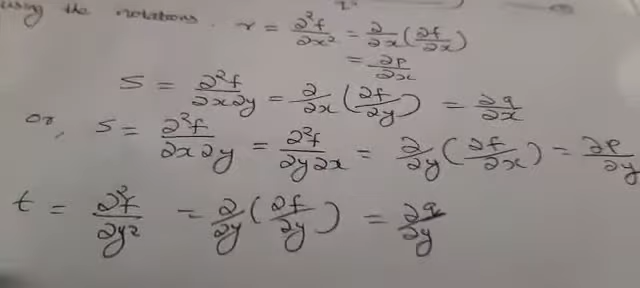 using the notations. r = ∂²f/∂x² = ∂/∂x (∂f/∂x)
= ∂p/∂x
S = ∂²f/∂x∂y = ∂/∂x (∂f/∂y) = ∂q/∂x
or, s = ∂²f/∂x∂y = ∂²f/∂y∂x = ∂/∂y (∂f/∂x) = ∂p/∂y
t = ∂²f/∂y² = ∂/∂y (∂f/∂y) = ∂q/∂y